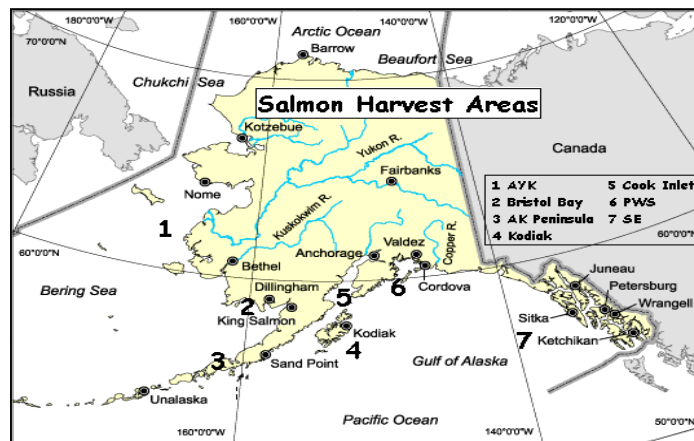 180°0'0"
160°0'0"W
Arctic Ocean
140°0'0"W
120°0'0"W
Barrow
Beaufort Sea
70°0'0"N
Chukchi Sea
70°0'0"N
Russia
Salmon Harvest Areas
Kotzebue
Yukon R.
Canada
Fairbanks
Nome
Kuskokwim R.
1 AYK
2 Bristol Bay
3 AK Peninsula
4 Kodiak
5 Cook Inlet
6 PWS
7 SE
1
Anchorage
Valdez
Copper R.
60°0'0"N
60°0'0"N
Bethel
Cordova
Juneau
Dillingham
5
6
Petersburg
Bering Sea
2
Wrangell
King Salmon
Sitka
Kodiak
7
Ketchikan
4
3
Sand Point
Gulf of Alaska
Unalaska
Pacific Ocean
160°0'0"W
140°0'0"W
50°0'0"N